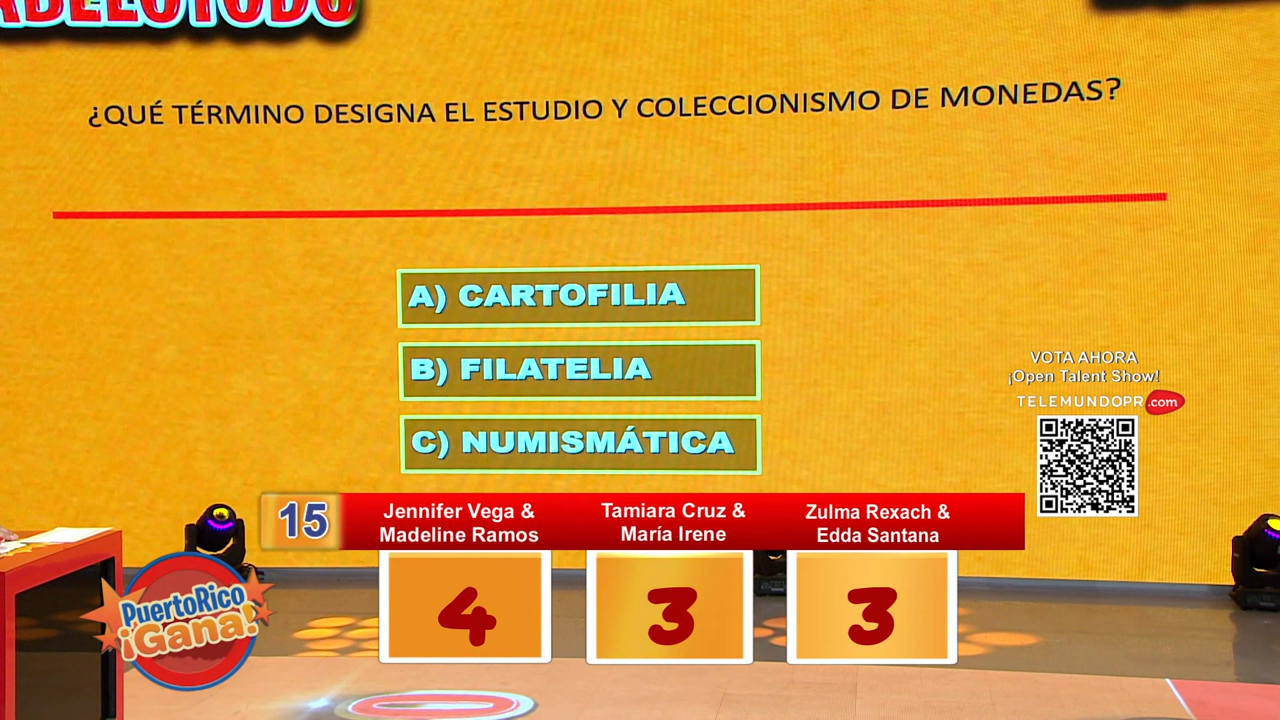 ¿QUÉ TÉRMINO DESIGNA EL ESTUDIO Y COLECCIONISMO DE MONEDAS?
A) CARTOFILIA
B) FILATELIA
C) NUMISMÁTICA
VOTA AHORA
¡Open Talent Show!
TELEMUNDOPR.com
15
Jennifer Vega &
Madeline Ramos
Tamiara Cruz &
María Irene
Zulma Rexach &
Edda Santana
4
3
3
PuertoRico
¡Gana!